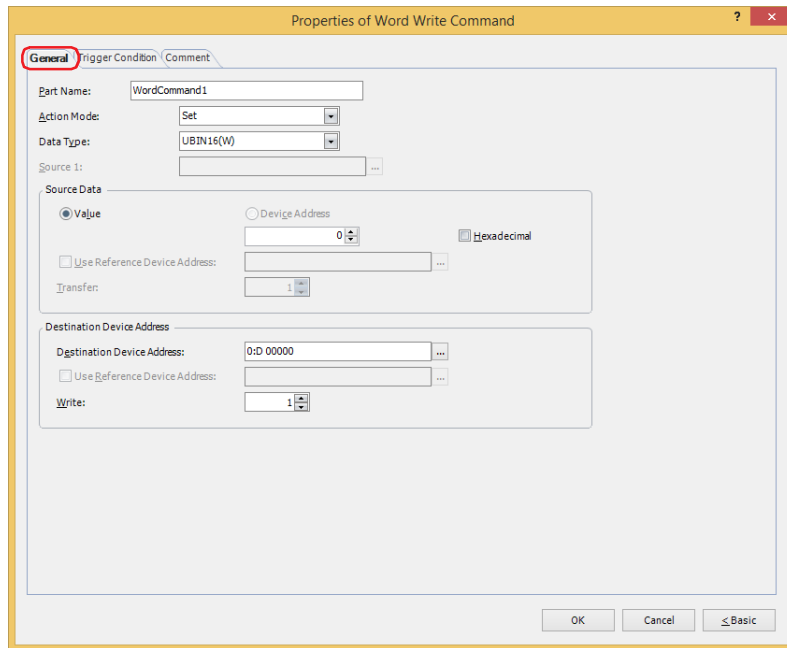 Properties of Word Write Command ? ×
General Trigger Condition Comment
Part Name: WordCommand1
Action Mode: Set
Data Type: UBIN16(W)
Source 1: ...
Source Data
Value Device Address
0 Hexadecimal
Use Reference Device Address: ...
Transfer: 1
Destination Device Address
Destination Device Address: 0:D 00000 ...
Use Reference Device Address: ...
Write: 1
OK Cancel < Basic